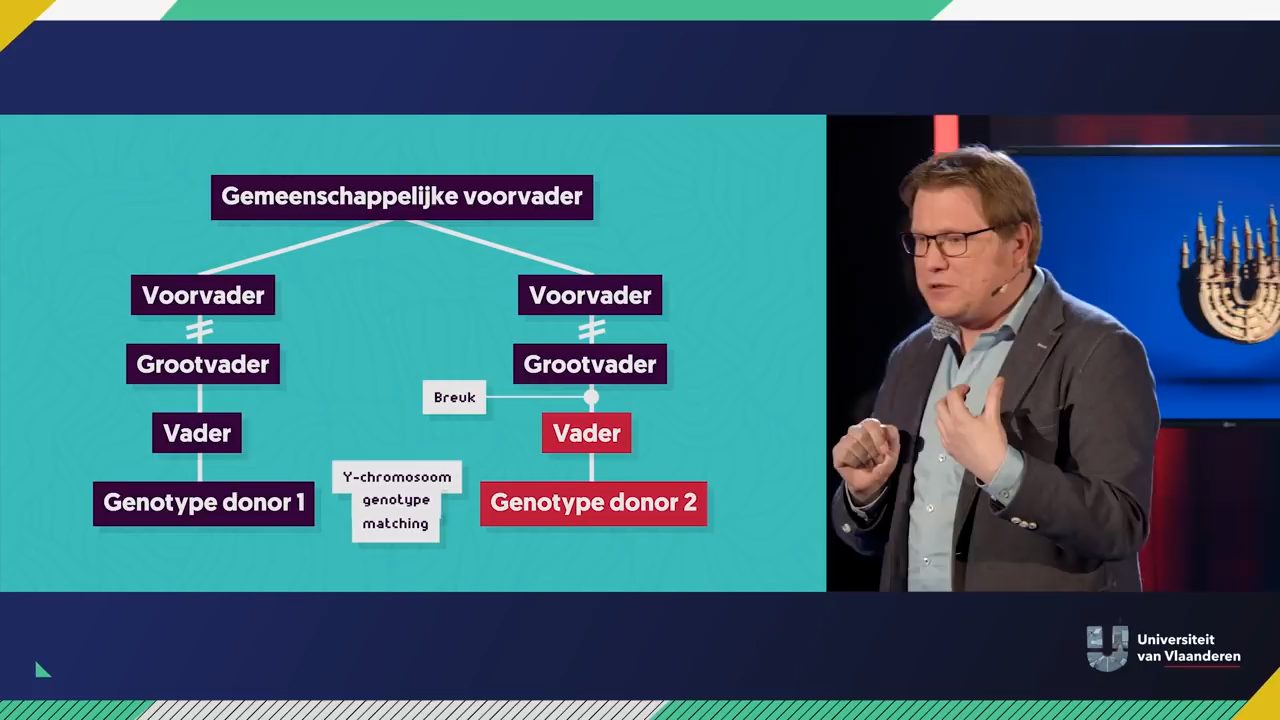 Gemeenschappelijke voorvader
Voorvader
Voorvader
Grootvader
Grootvader
Breuk
Vader
Vader
Y-chromosoom
genotype
matching
Genotype donor 1
Genotype donor 2
Universiteit
van Vlaanderen